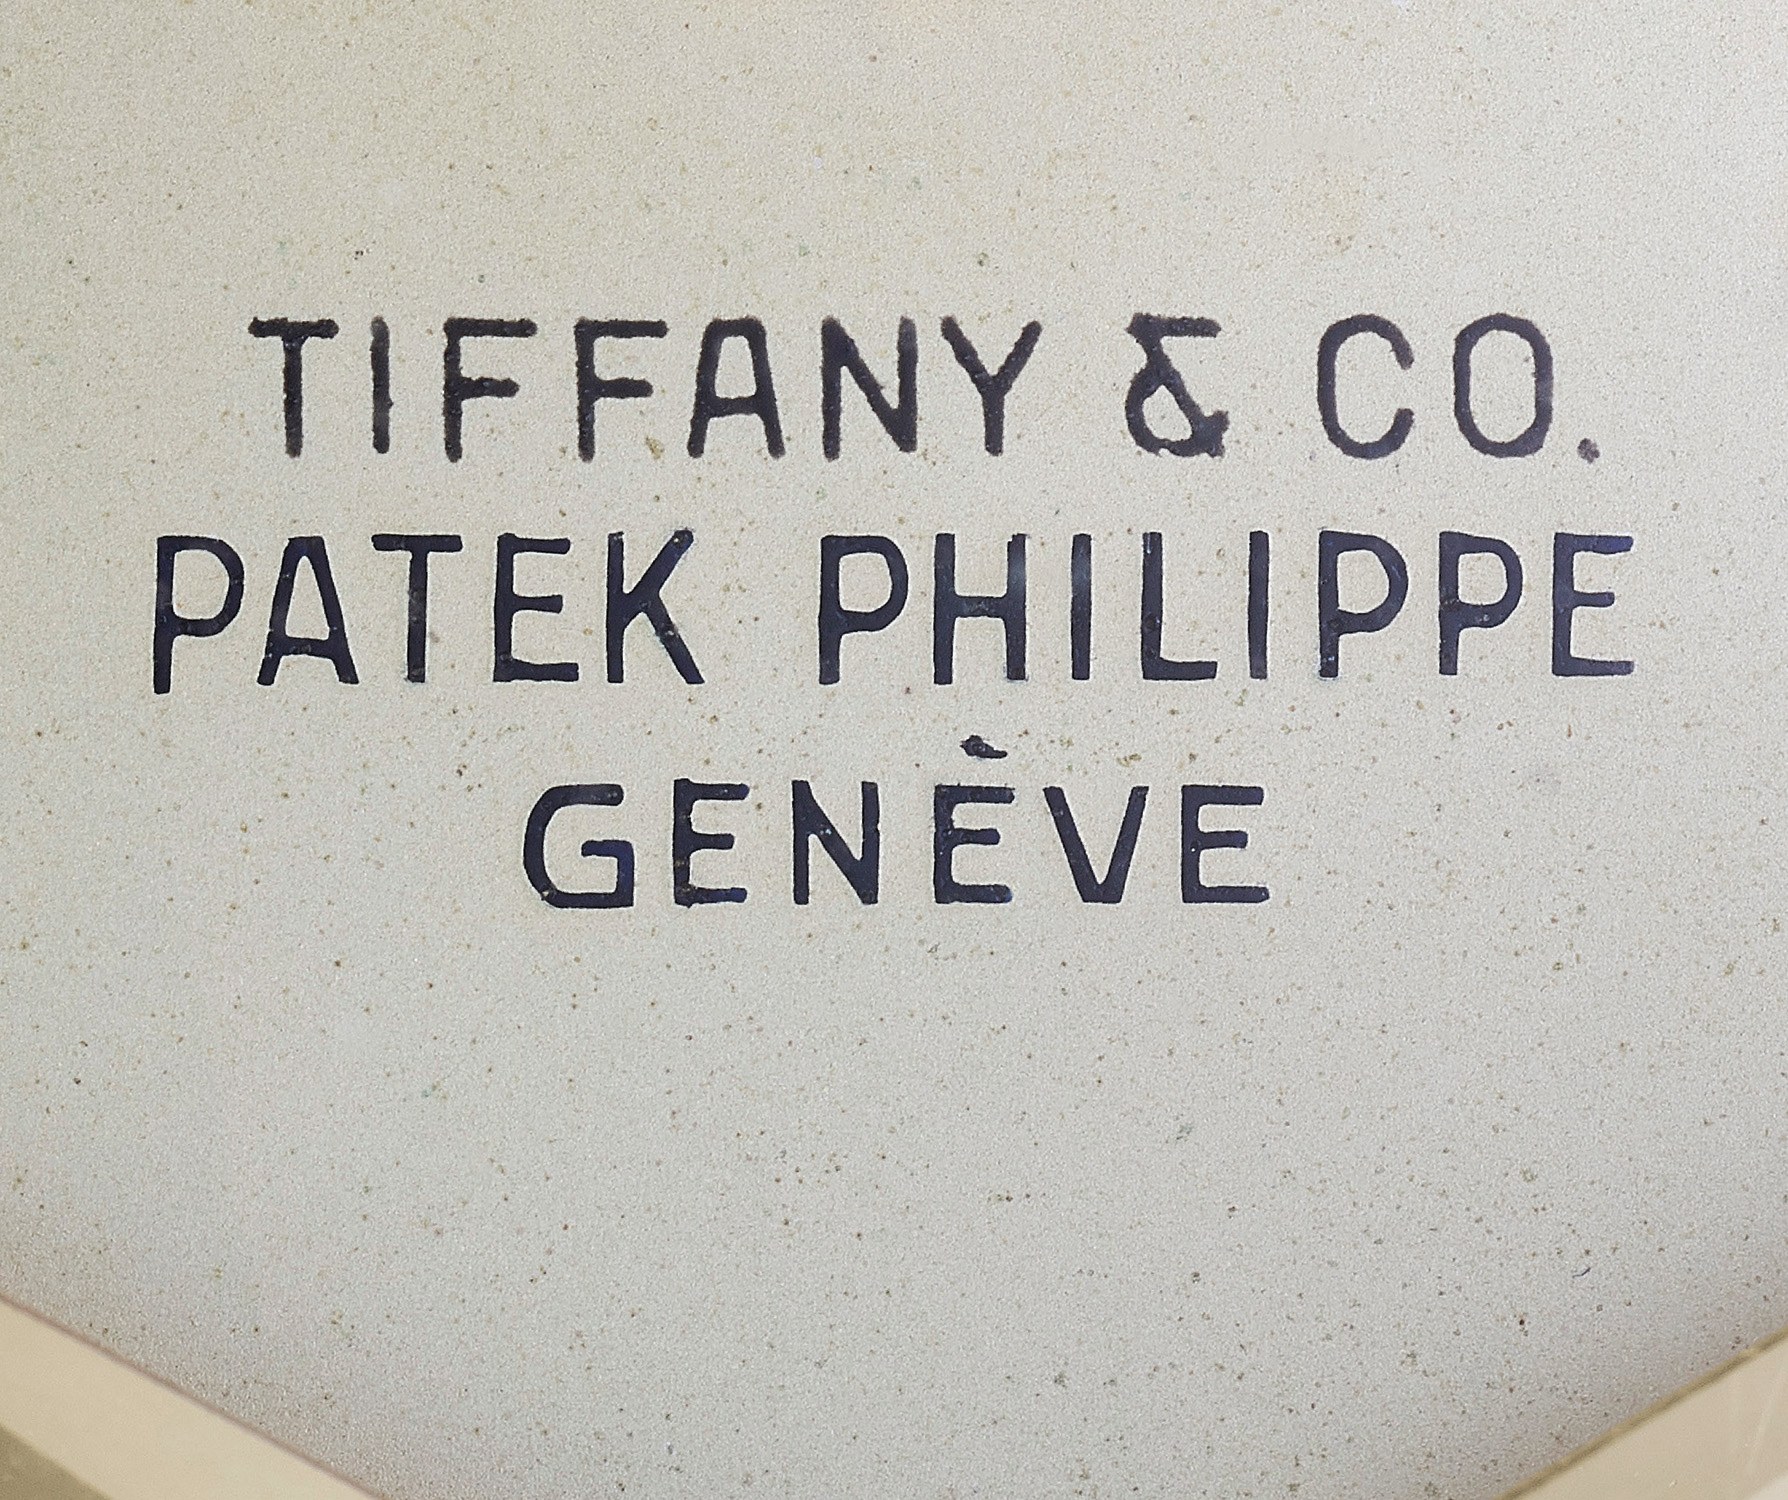 TIFFANY & CO.
PATEK PHILIPPE
GENÈVE